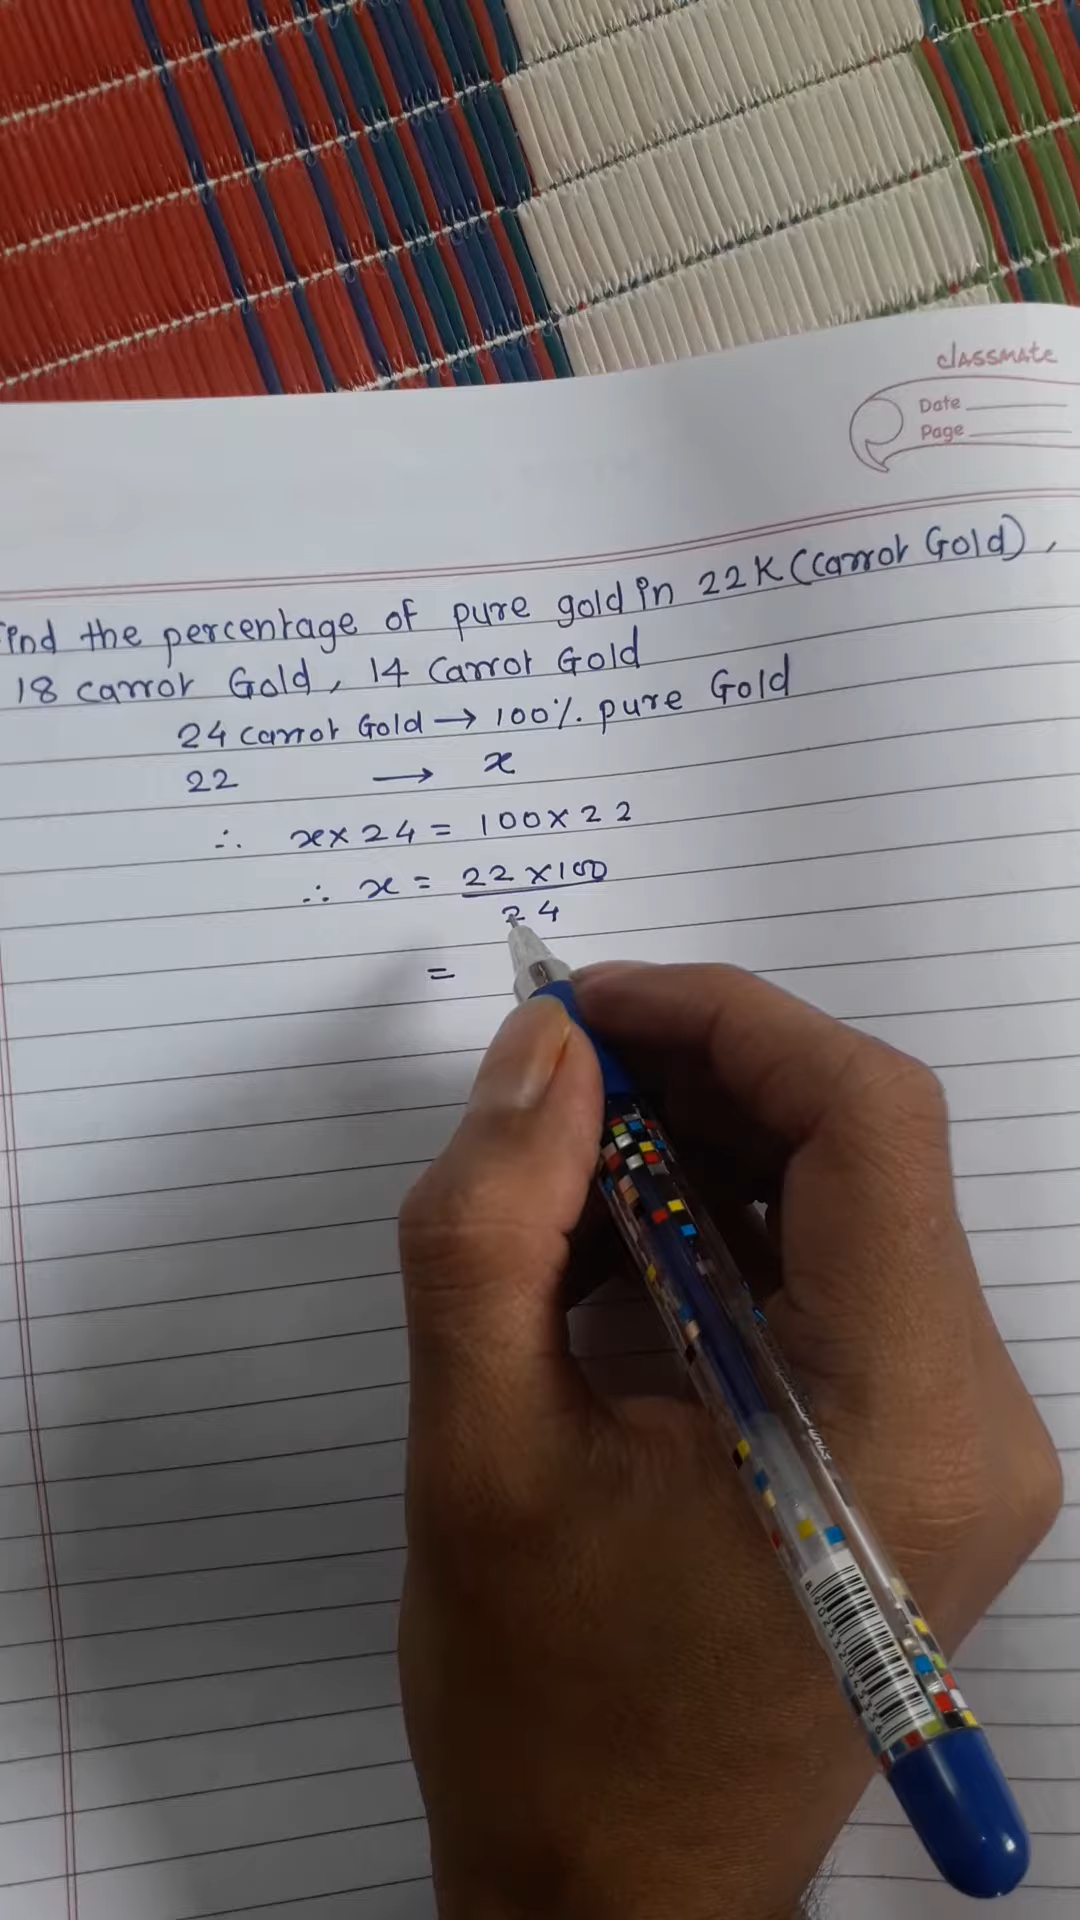 classmate
Date
Page
ind the percentage of pure gold in 22K (Carrot Gold),
18 carrot Gold, 14 Carrot Gold
24 carrot Gold → 100% pure Gold
22 → x
∴ x × 24 = 100 × 22
∴ x = 22 × 100
24
=